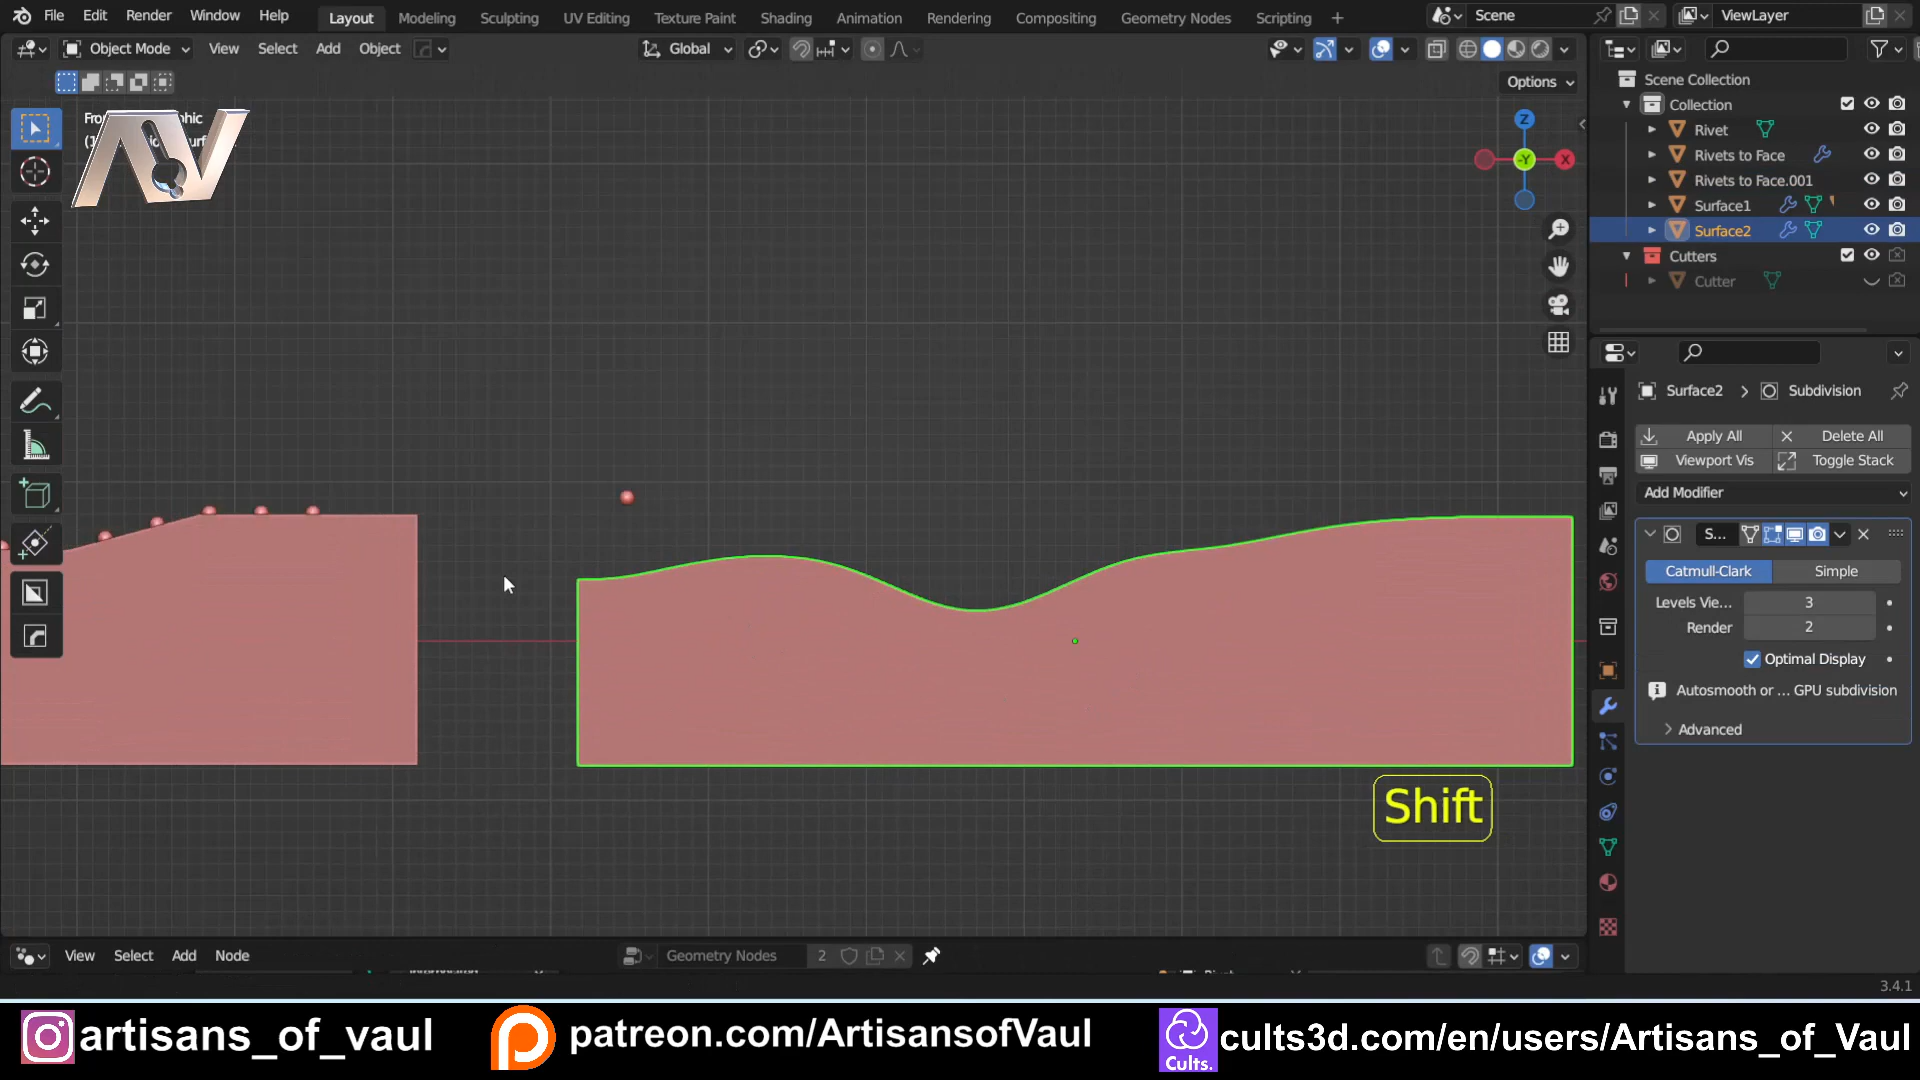 File Edit Render Window Help Layout Modeling Sculpting UV Editing Texture Paint Shading Animation Rendering Compositing Geometry Nodes Scripting + Scene ViewLayer
Object Mode View Select Add Object Global
Options
Scene Collection
Collection
Rivet
Rivets to Face
Rivets to Face.001
Surface1
Surface2
Cutters
Cutter
Z
-Y
X
AV
Surface2 > Subdivision
Apply All Delete All
Viewport Vis Toggle Stack
Add Modifier
S...
Catmull-Clark Simple
Levels Vie... 3
Render 2
Optimal Display
Autosmooth or ... GPU subdivision
Advanced
Shift
View Select Add Node Geometry Nodes 2
3.4.1
artisans_of_vaul patreon.com/ArtisansofVaul Cults. cults3d.com/en/users/Artisans_of_Vaul